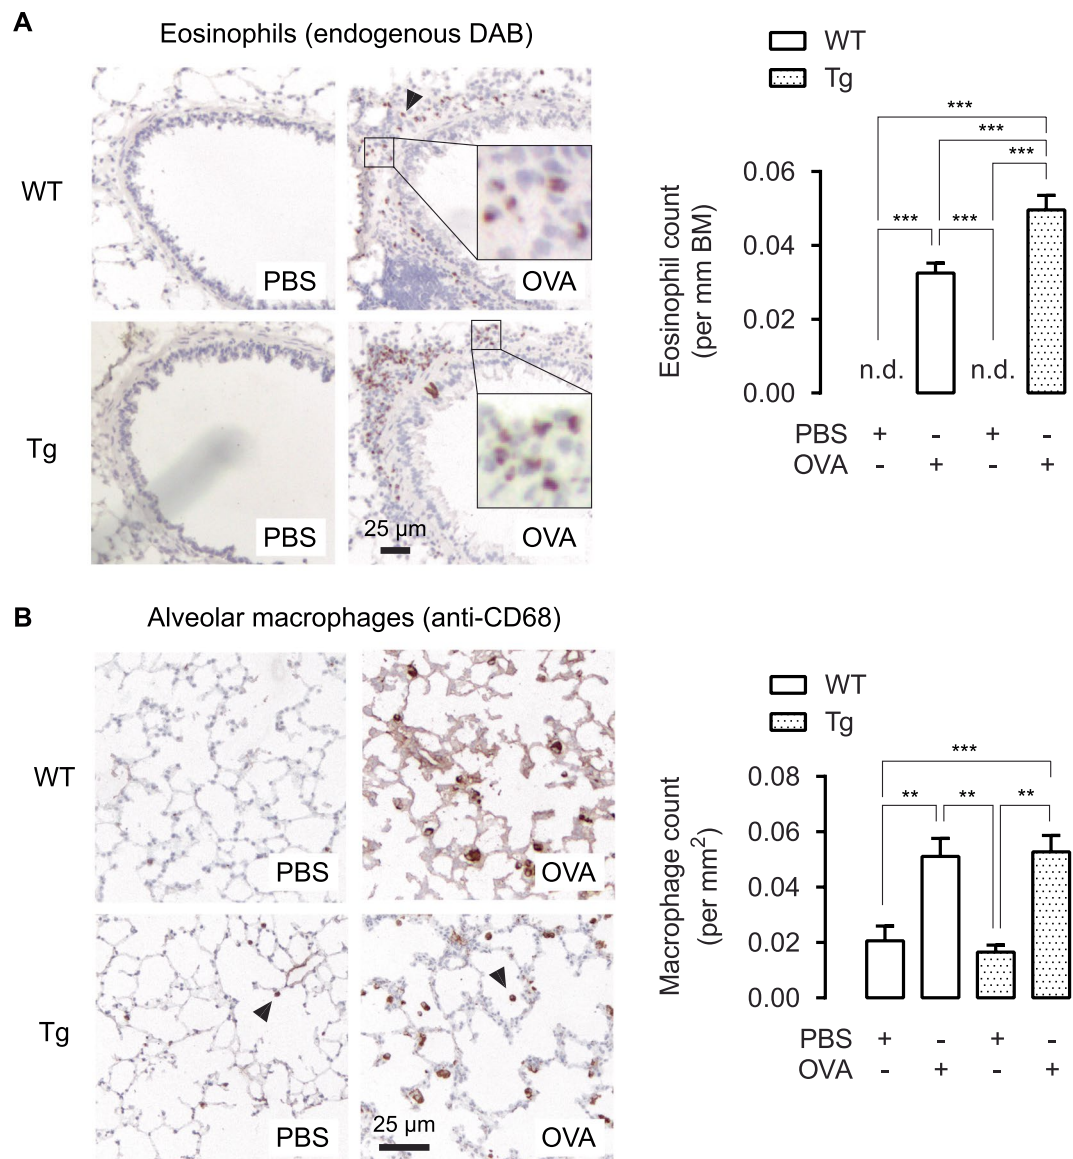 A
Eosinophils (endogenous DAB)
WT
PBS
OVA
Tg
PBS
25 μm
OVA
WT
Tg
***
***
***
***
***
Eosinophil count
(per mm BM)
0.06
0.04
0.02
0.00
n.d.
n.d.
PBS + - + -
OVA - + - +
B
Alveolar macrophages (anti-CD68)
WT
PBS
OVA
Tg
PBS
25 μm
OVA
WT
Tg
***
**
**
**
Macrophage count
(per mm2)
0.08
0.06
0.04
0.02
0.00
PBS + - + -
OVA - + - +